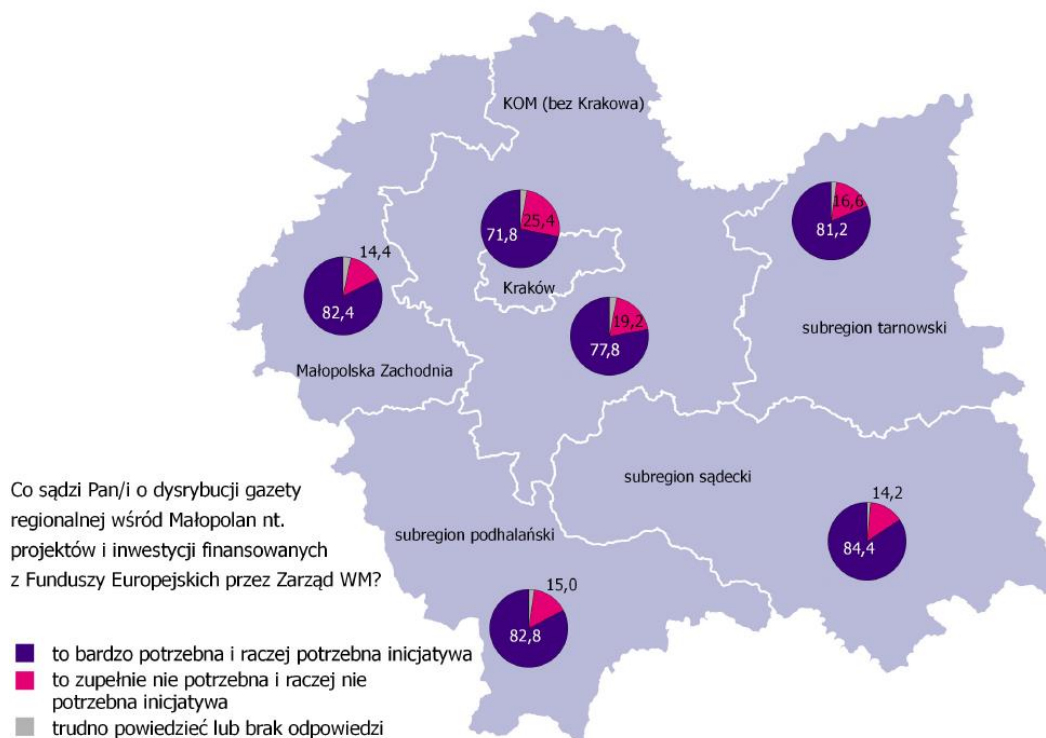 KOM (bez Krakowa)
16,6
81,2
25,4
71,8
14,4
82,4
Kraków
19,2
77,8
subregion tarnowski
Małopolska Zachodnia
subregion sądecki
14,2
84,4
subregion podhalański
15,0
82,8
Co sądzi Pan/i o dysrybucji gazety
regionalnej wśród Małopolan nt.
projektów i inwestycji finansowanych
z Funduszy Europejskich przez Zarząd WM?
to bardzo potrzebna i raczej potrzebna inicjatywa
to zupełnie nie potrzebna i raczej nie
potrzebna inicjatywa
trudno powiedzieć lub brak odpowiedzi